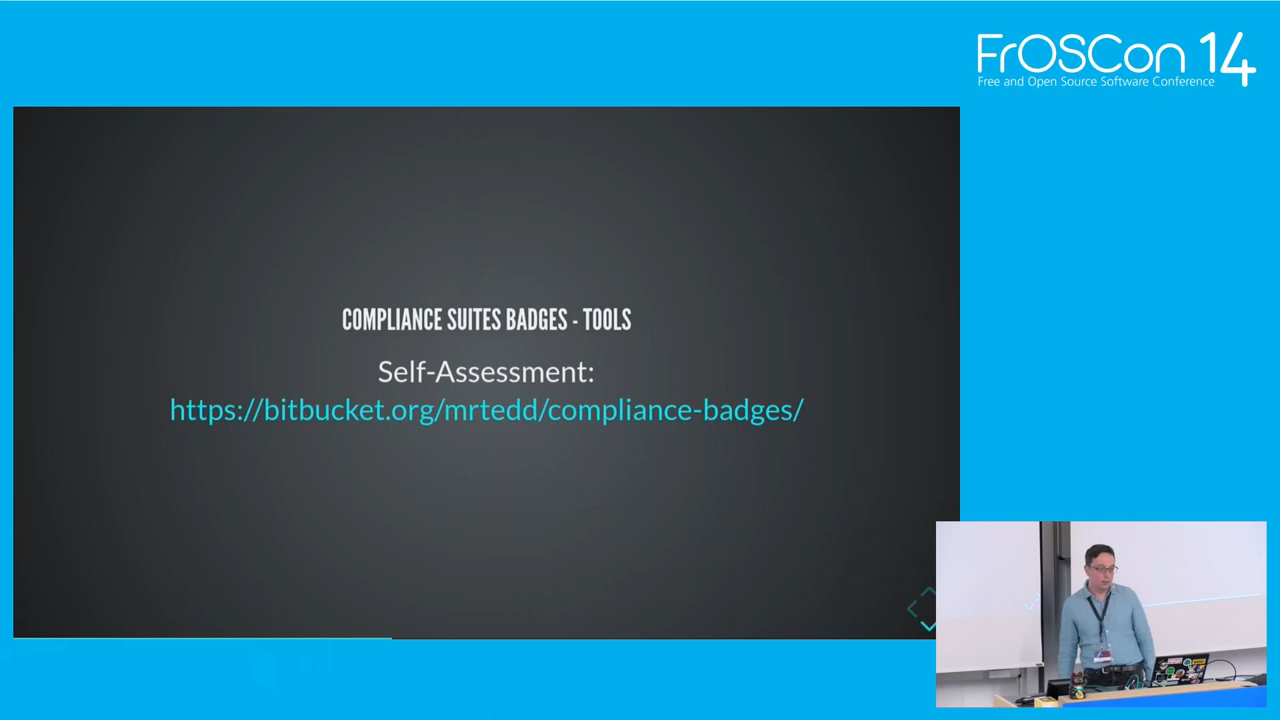 FrOSCon 14
Free and Open Source Software Conference
COMPLIANCE SUITES BADGES - TOOLS
Self-Assessment:
https://bitbucket.org/mrtedd/compliance-badges/